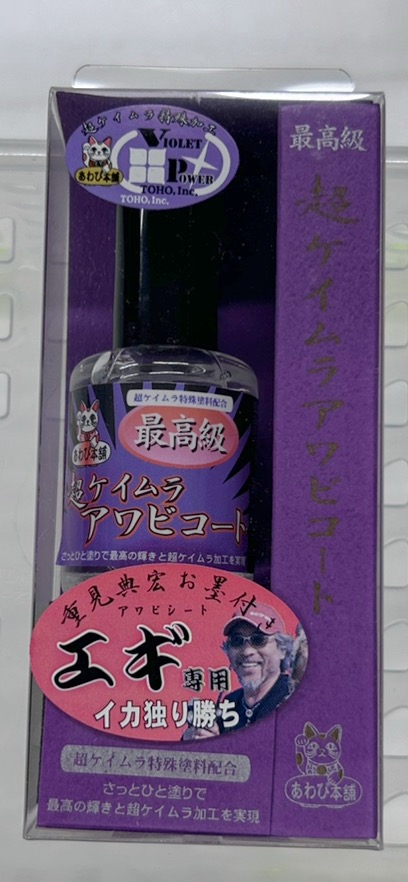 超ケイムラ特殊加工
VIOLET
POWER
TOHO, Inc.
TOHO, Inc.
あわび本舗
最高級
超ケイムラアワビコート
超ケイムラ特殊塗料配合
最高級
あわび本舗
超ケイムラ
アワビコート
さっとひと塗りで最高の輝きと超ケイムラ加工を実現
重見典宏お墨付き
アワビシート
エギ専用
イカ独り勝ち
超ケイムラ特殊塗料配合
さっとひと塗りで
最高の輝きと超ケイムラ加工を実現
あわび本舗